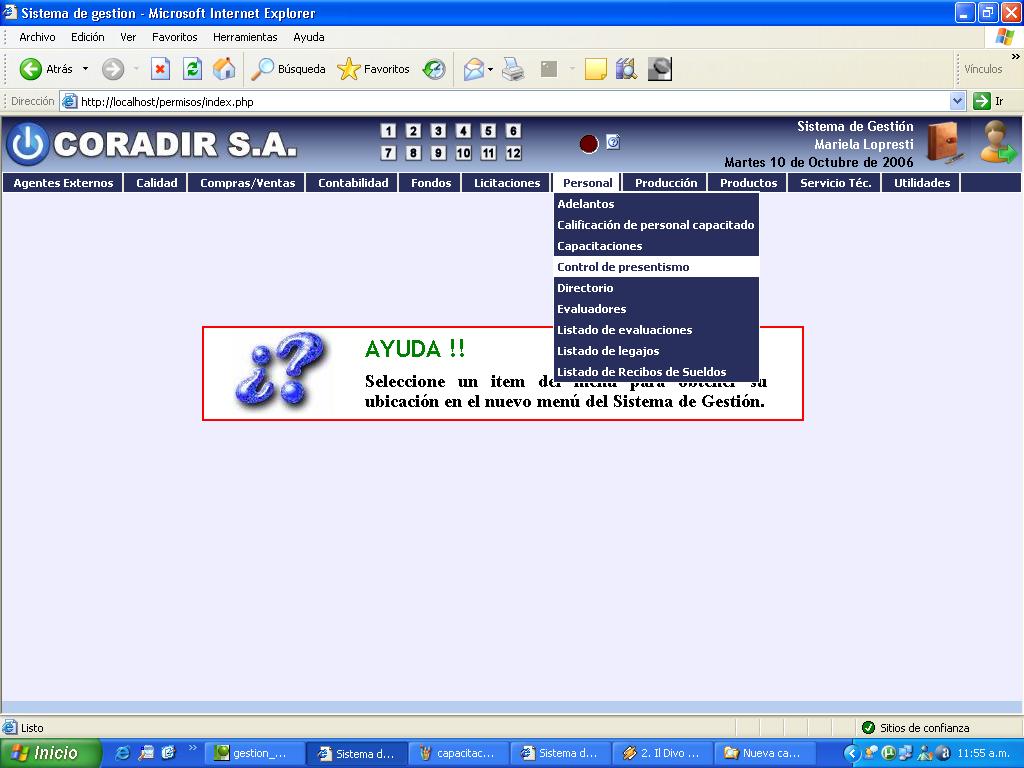 Sistema de gestion - Microsoft Internet Explorer
Archivo Edición Ver Favoritos Herramientas Ayuda
Atrás Búsqueda Favoritos Vínculos »
Dirección http://localhost/permisos/index.php Ir
CORADIR S.A.
1 2 3 4 5 6
7 8 9 10 11 12
Sistema de Gestión
Mariela Lopresti
Martes 10 de Octubre de 2006
Agentes Externos Calidad Compras/Ventas Contabilidad Fondos Licitaciones Personal Producción Productos Servicio Téc. Utilidades
Adelantos
Calificación de personal capacitado
Capacitaciones
Control de presentismo
Directorio
Evaluadores
Listado de evaluaciones
Listado de legajos
Listado de Recibos de Sueldos
¿?
AYUDA !!
Seleccione un item del menú para obtener su
ubicación en el nuevo menú del Sistema de Gestión.
Listo Sitios de confianza
Inicio » gestion_... Sistema d... capacitac... Sistema d... 2. Il Divo ... Nueva ca... 11:55 a.m.